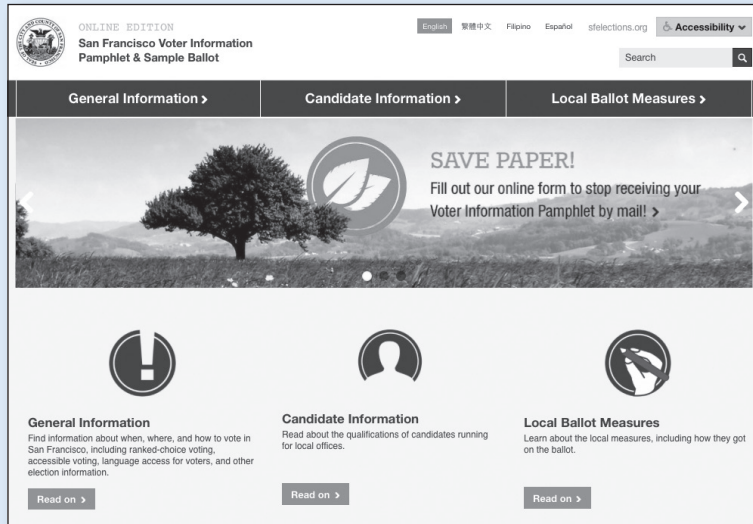 ONLINE EDITION
San Francisco Voter Information
Pamphlet & Sample Ballot
English 繁體中文 Filipino Español sfelections.org Accessibility
Search
General Information >
Candidate Information >
Local Ballot Measures >
SAVE PAPER!
Fill out our online form to stop receiving your
Voter Information Pamphlet by mail! >
General Information
Find information about when, where, and how to vote in
San Francisco, including ranked-choice voting,
accessible voting, language access for voters, and other
election information.
Read on >
Candidate Information
Read about the qualifications of candidates running
for local offices.
Read on >
Local Ballot Measures
Learn about the local measures, including how they got
on the ballot.
Read on >